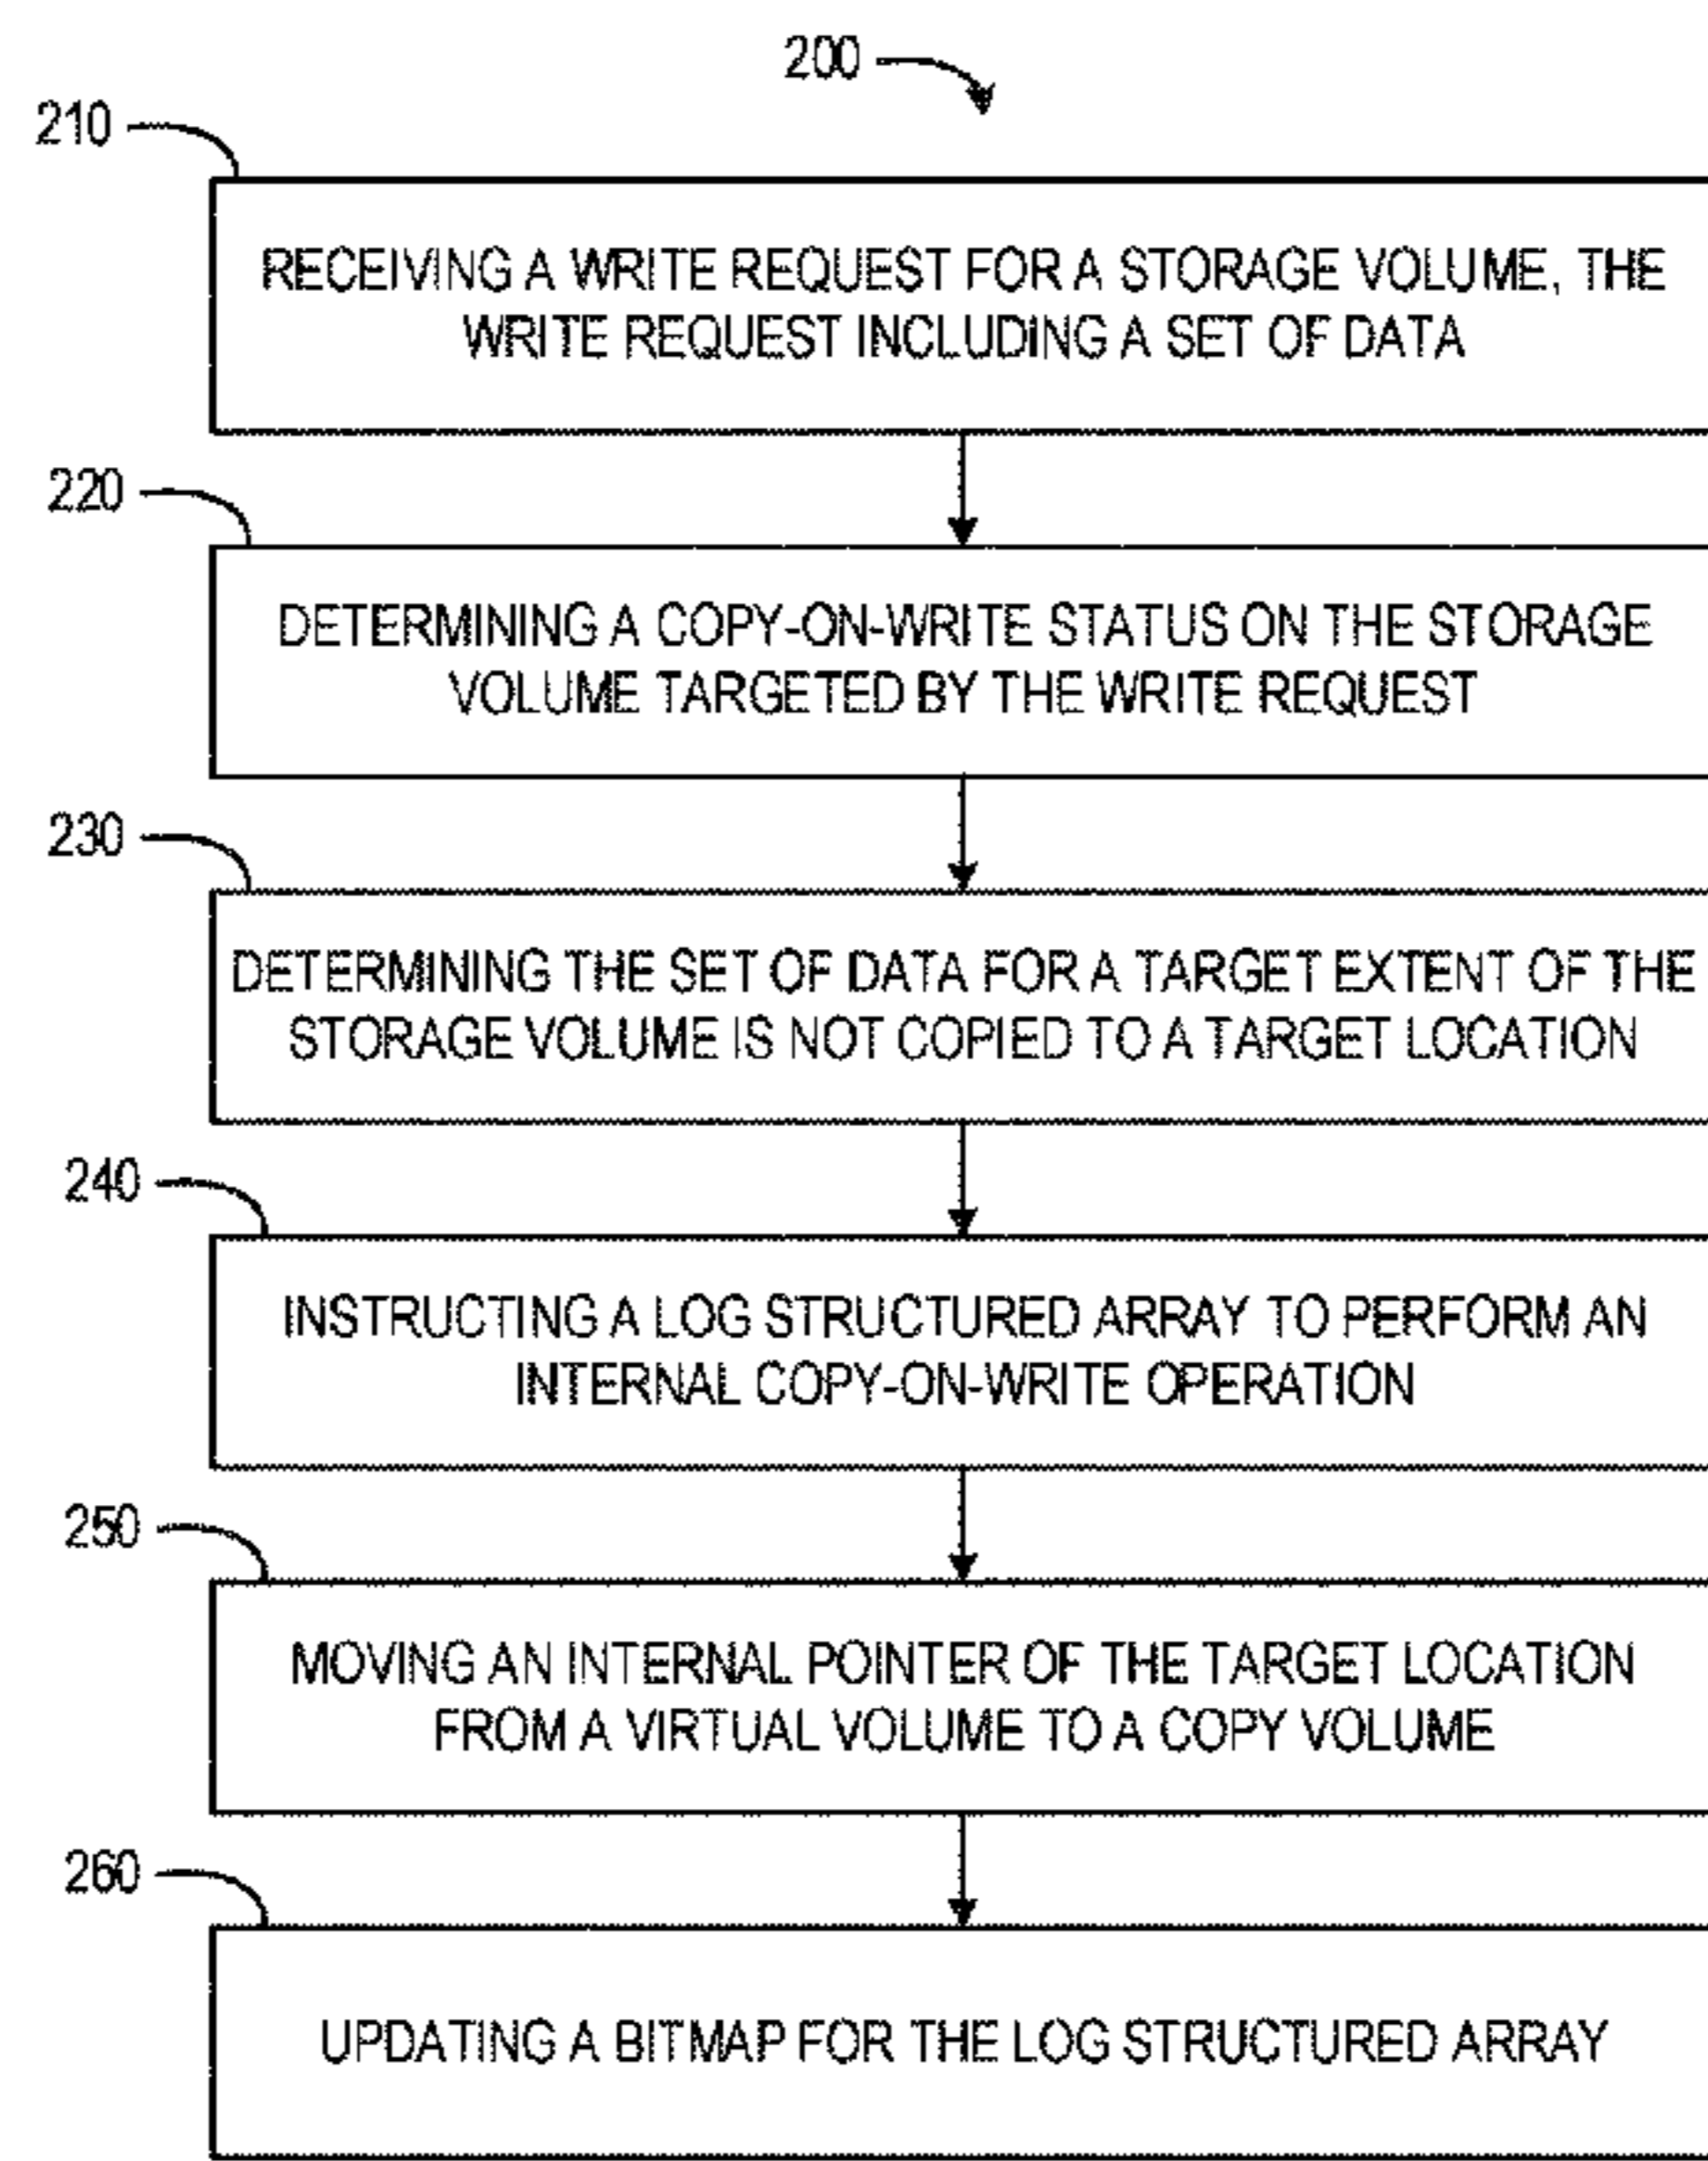 200
210
RECEIVING A WRITE REQUEST FOR A STORAGE VOLUME, THE
WRITE REQUEST INCLUDING A SET OF DATA
220
DETERMINING A COPY-ON-WRITE STATUS ON THE STORAGE
VOLUME TARGETED BY THE WRITE REQUEST
230
DETERMINING THE SET OF DATA FOR A TARGET EXTENT OF THE
STORAGE VOLUME IS NOT COPIED TO A TARGET LOCATION
240
INSTRUCTING A LOG STRUCTURED ARRAY TO PERFORM AN
INTERNAL COPY-ON-WRITE OPERATION
250
MOVING AN INTERNAL POINTER OF THE TARGET LOCATION
FROM A VIRTUAL VOLUME TO A COPY VOLUME
260
UPDATING A BITMAP FOR THE LOG STRUCTURED ARRAY